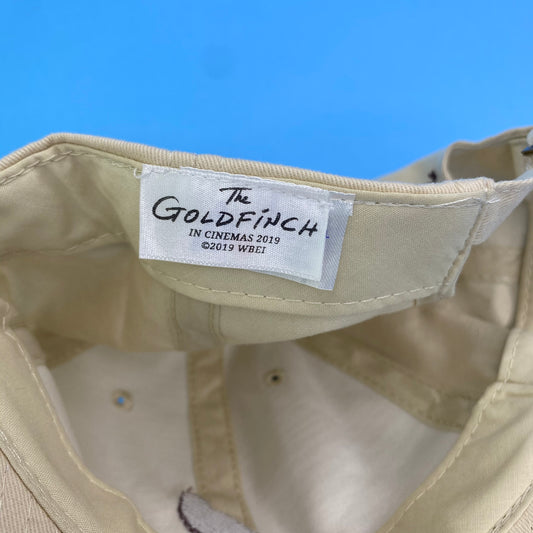 The
GOLDFINCH
IN CINEMAS 2019
©2019 WBEI